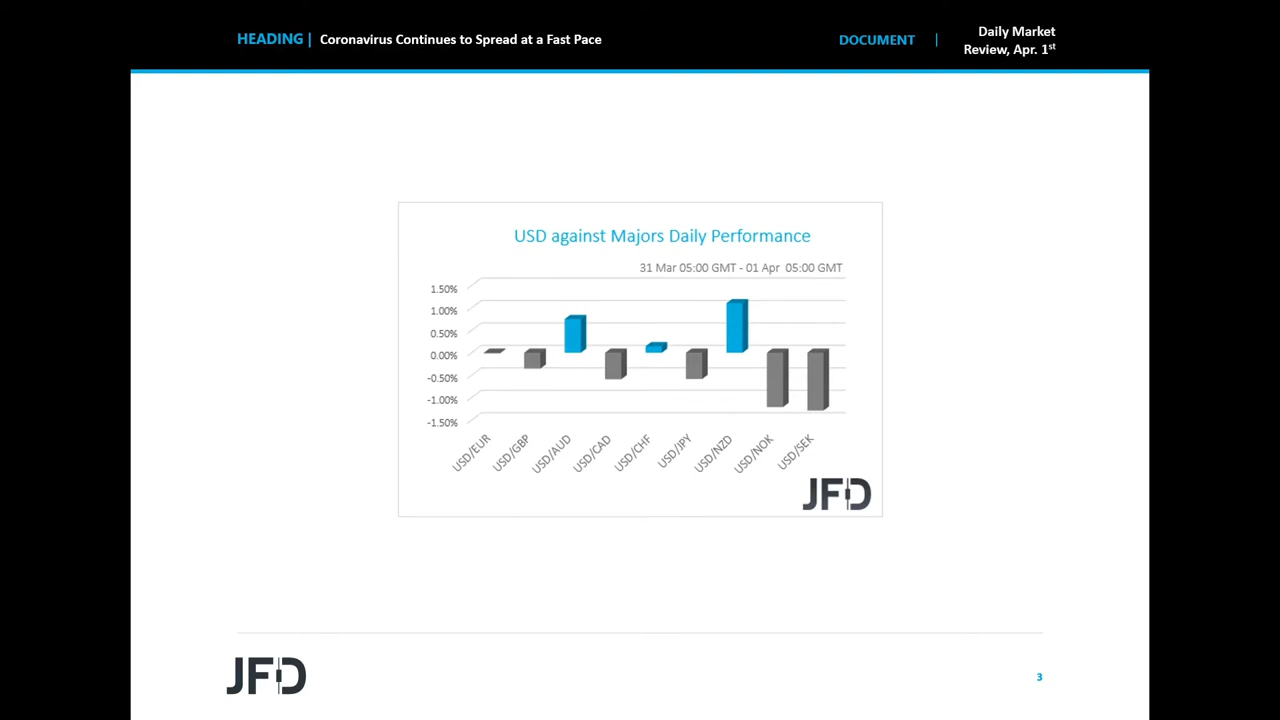 HEADING | Coronavirus Continues to Spread at a Fast Pace
DOCUMENT |
Daily Market
Review, Apr. 1st
USD against Majors Daily Performance
31 Mar 05:00 GMT - 01 Apr 05:00 GMT
1.50%
1.00%
0.50%
0.00%
-0.50%
-1.00%
-1.50%
USD/EUR
USD/GBP
USD/AUD
USD/CAD
USD/CHF
USD/JPY
USD/NZD
USD/NOK
USD/SEK
JFD
JFD
3